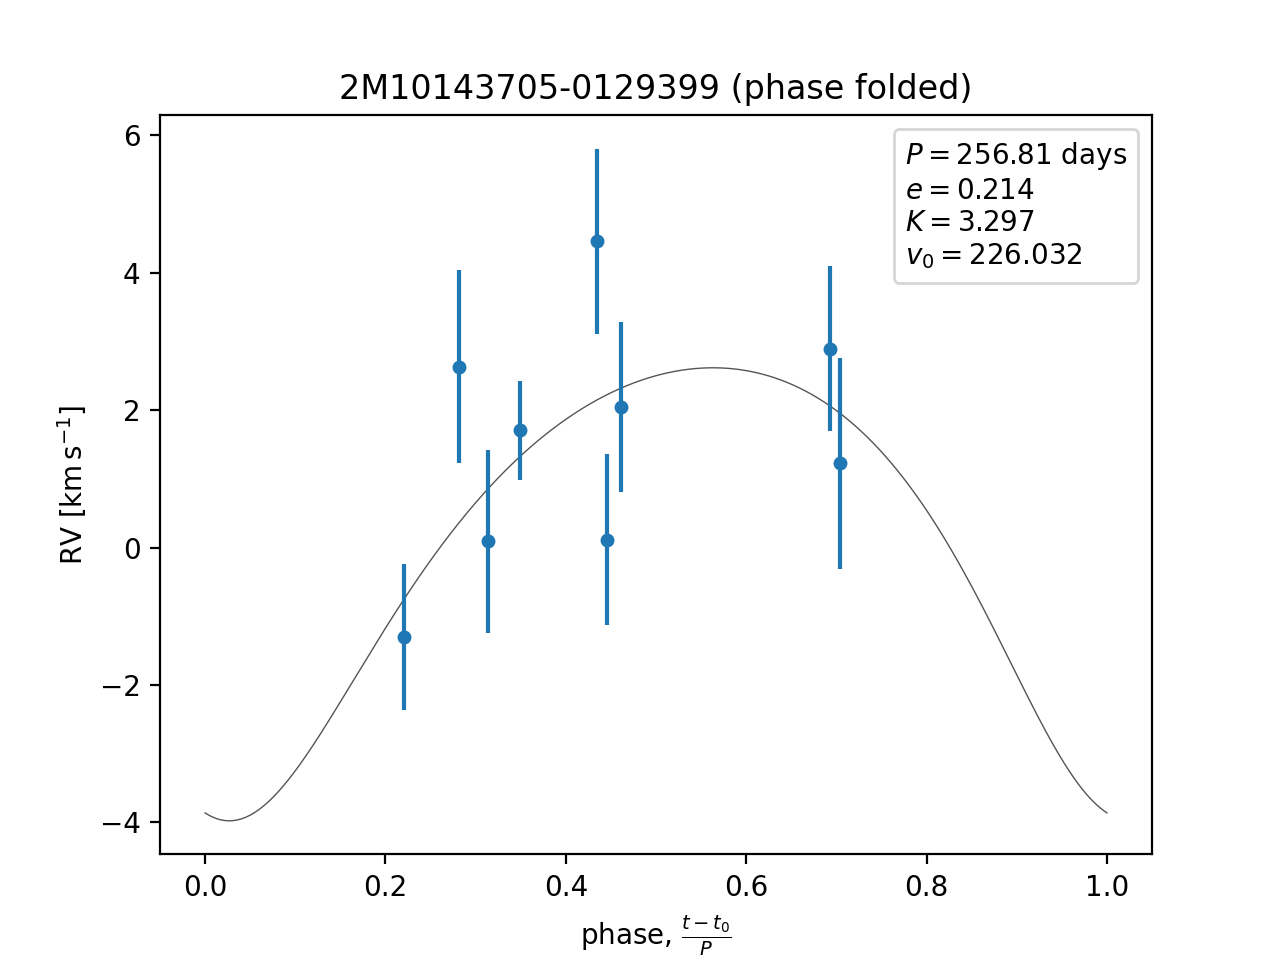 2M10143705-0129399 (phase folded)
P = 256.81 days
e = 0.214
K = 3.297
v₀ = 226.032
6
4
2
0
−2
−4
RV [km s⁻¹]
0.0 0.2 0.4 0.6 0.8 1.0
phase, (t − t₀)/P